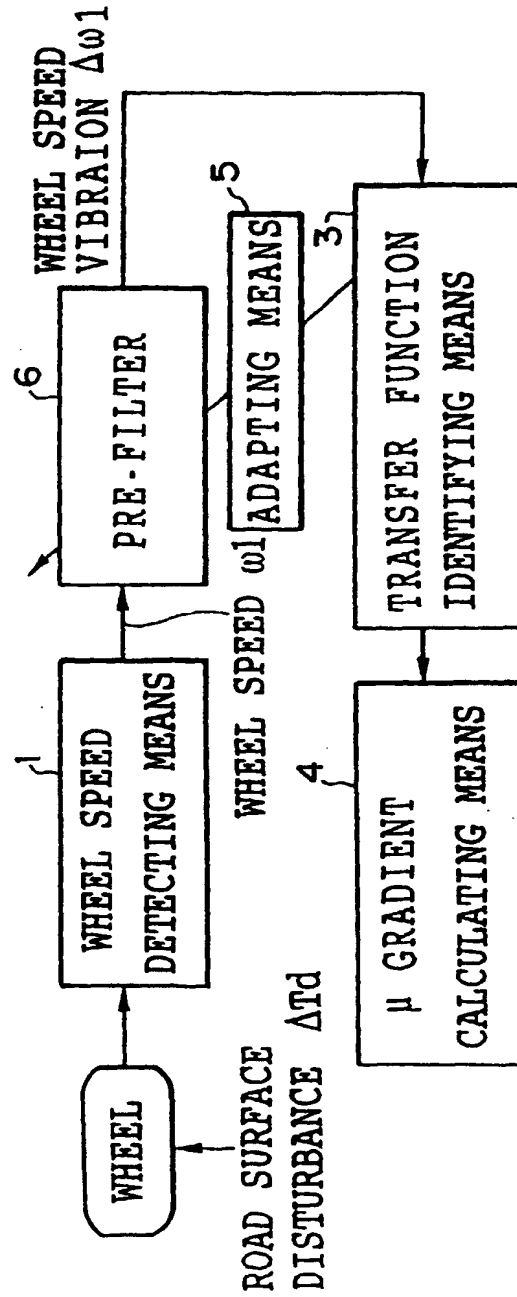 WHEEL
ROAD SURFACE
DISTURBANCE ΔTd
1
WHEEL SPEED
DETECTING MEANS
WHEEL SPEED ω1
6
PRE-FILTER
WHEEL SPEED
VIBRAION Δω1
5
ADAPTING MEANS
3
TRANSFER FUNCTION
IDENTIFYING MEANS
4
μ GRADIENT
CALCULATING MEANS